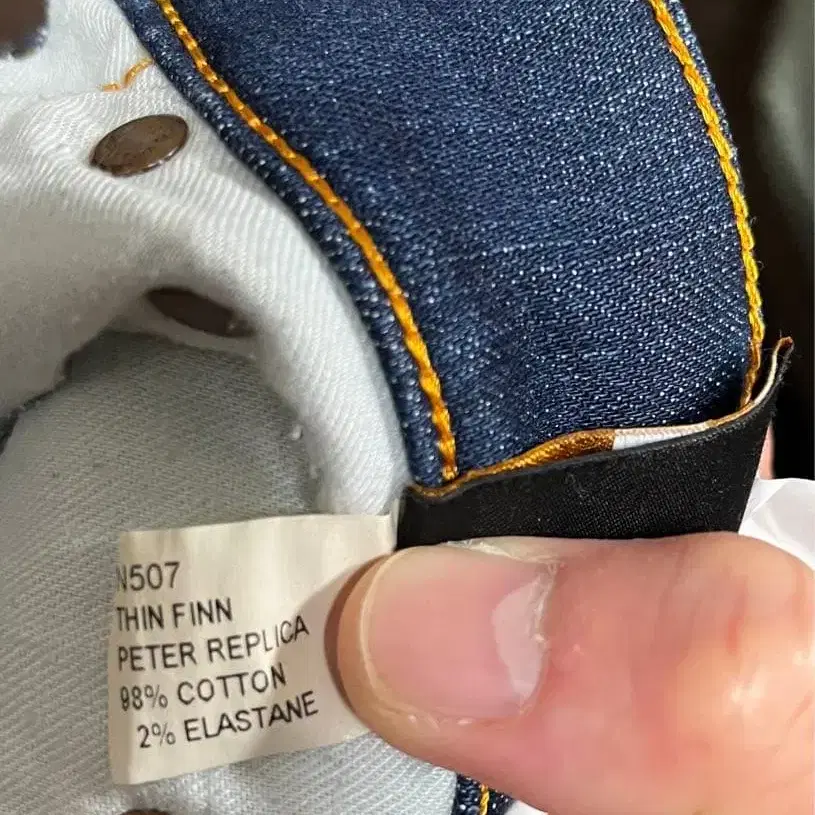 N507
THIN FINN
PETER REPLICA
98% COTTON
2% ELASTANE